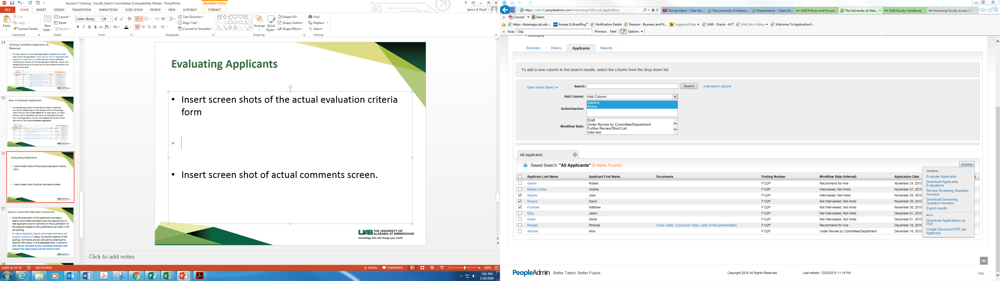 Session V Training - Faculty Search Committees [Compatibility Mode] - PowerPoint
DRAWING TOOLS
FILE HOME INSERT DESIGN TRANSITIONS ANIMATIONS SLIDE SHOW REVIEW VIEW ACROBAT FORMAT
Janice B Ward
Paste
Cut
Copy
Format Painter
Clipboard
New Slide
Layout
Reset
Section
Slides
Calibri (Body) 28
Font
Text Direction
Align Text
Convert to SmartArt
Paragraph
Arrange
Quick Styles
Shape Fill
Shape Outline
Shape Effects
Drawing
Find
Replace
Select
Editing
14
Viewing Candidate Application & Materials
• To View, export, or download application materials for more than one or all applicants. Check the box next to Applicant Last Name for all applicants, or check the box next to selected individuals to review only those applicant materials. Hover over Actions (at the top of the last column) and select the action you would like to take.
15
How to Evaluate Applicants
• To evaluate applicants on evaluative criteria, or general comments (depending on the request within the posting). Check the box next to Full Name for all applicants, or check the box next to selected individuals to evaluate/comment only those applicants. Hover over Actions (at the top of the last column) and select Evaluate Applicants.
16
Evaluating Applicants
• Insert screen shots of the actual evaluation criteria form
• Insert screen shot of actual comments screen.
17
Search Committee Member Comments
• Once the evaluation of the applicants has begun, Search Committee Members have the opportunity to rate applicants and/or comment on the qualification of the applicant based on the qualifications as listed in the job posting.
• To rate an applicant, Search Committee Members will be given questions, if setup during the creation of the posting. Comments are also allowed by entering the desired information in the Comment field. Comments will only be viewable by the committee member who entered the information and the Search Chair.
18
Evaluating Applicants
• Insert screen shots of the actual evaluation criteria
form
•
• Insert screen shot of actual comments screen.
UAB THE UNIVERSITY OF
ALABAMA AT BIRMINGHAM
Knowledge that will change your world
Click to add notes
SLIDE 16 OF 19 RECOVERED NOTES COMMENTS 109%
7:01 PM
1/28/2016
https://uab-sb.peopleadmin.com/hr/postings/1091/job_applications
Tamela Mann - Take Me ...
The University of Alabam...
PeopleAdmin - Talent M...
UAB Policies and Proced...
The University of Alab...
UAB Faculty Handbook
Incoming Faculty access ...
x Convert Select
https--blazerapps.ad.uab....
Kenexa 2x BrassRing™
Notification Details
Pearson - Business and Pr...
Suggested Sites
UAB - Oracle - ACT
Web Slice Gallery
Welcome To ApplicationX...
x Find: 7704 Previous Next Options
Philosophy
Summary History Applicants Reports
To add a new column to the search results, select the column from the drop down list.
Open Saved Search Search: Search Hide search options
Add Column: Add Column
Active/Inactive: Inactive
Active
Workflow State: Draft
Under Review by Committee/Department
Further Review/Short List
Interview
All Applicants
Saved Search: "All Applicants" (9 Items Found)
Actions
Applicant Last Name Applicant First Name Documents Posting Number Workflow State (Internal) Application Date
Guerin Robert F122P Recommend for Hire November 24, 2015
Molina Ochoa Andres F122P Interviewed, Not Hired November 27, 2015
Braune Joan F122P Interviewed, Not Hired November 29, 2015
Kovacs David F122P Not Interviewed, Not Hired November 29, 2015
Flummer Matthew F122P Not Interviewed, Not Hired November 30, 2015
Gray Jason F122P Not Interviewed, Not Hired December 01, 2015
Green Derek F122P Not Interviewed, Not Hired December 01, 2015
Rousey Rhonda Cover Letter, Curriculum Vitae, Letter of Recommendation F122P Recommend for Hire December 18, 2015
Almond Alna F122P Under Review by Committee/Department December 18, 2015
GENERAL
Evaluate Applicants
Download Applicants
Evaluations
Review Screening Question
Answers
Download Screening
Question Answers
Export results
BULK
Download Applications as
PDF
Create Document PDF per
Applicant
PeopleAdmin Better Talent. Better Future.
Copyright 2016 All Rights Reserved.
Last refresh: 12/02/2015 11:18 PM
Help